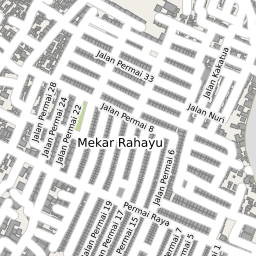 Jalan Permai 33
Jalan Kakatua
Jalan Permai 28
Jalan Permai 24
Jalan Permai 22
Jalan Permai 8
Jalan Nuri
Mekar Rahayu
Jalan Permai 6
Permai Raya
Jalan Permai 19
Jalan Permai 17
Jalan Permai 15
Jalan Permai 7
Jalan Permai 5
Jalan Permai 1